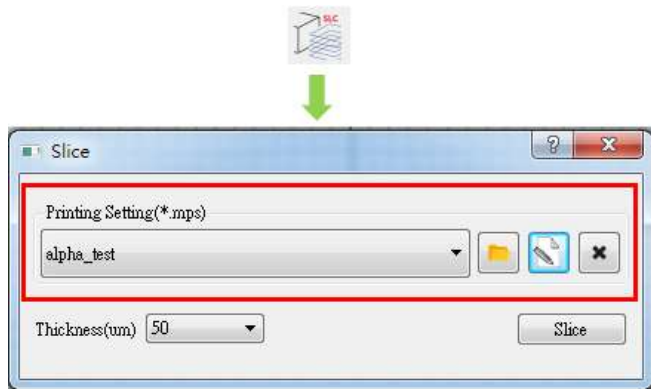 SLC
Slice
Printing Setting(*.mps)
alpha_test
Thickness(um) 50 Slice